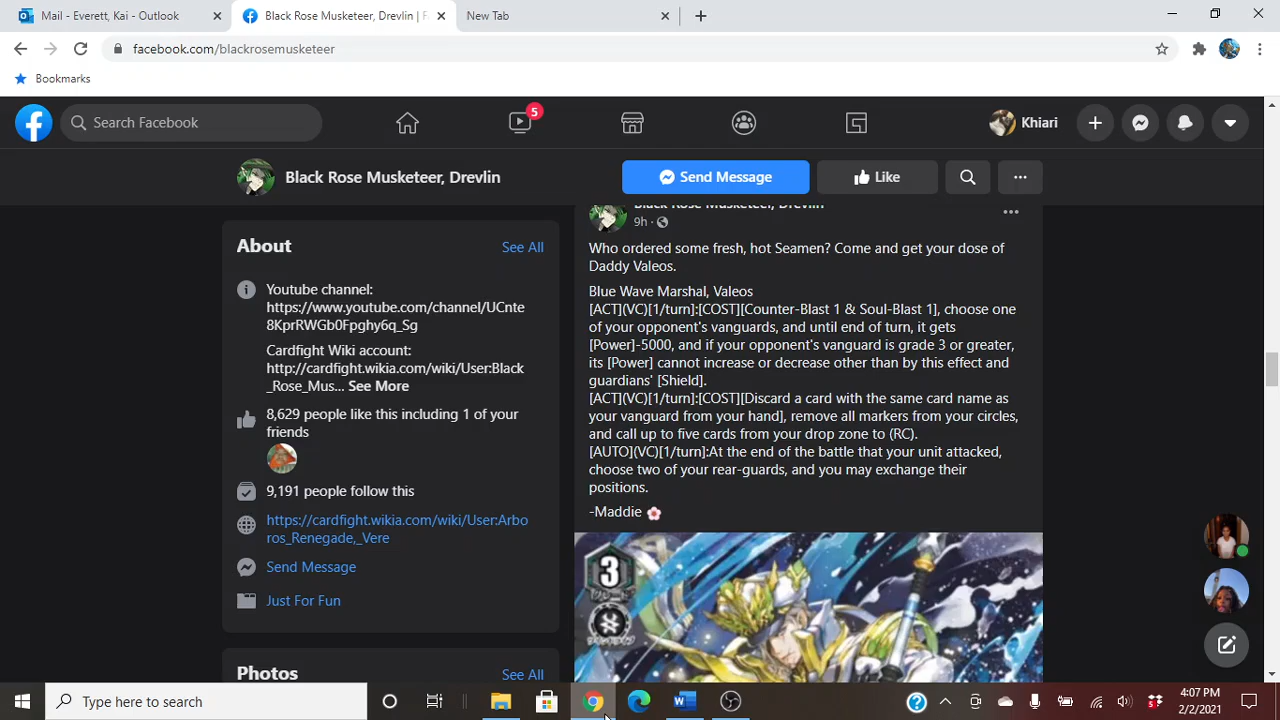 Mail - Everett, Kai - Outlook
Black Rose Musketeer, Drevlin | F
New Tab
facebook.com/blackrosemusketeer
Bookmarks
Search Facebook
5
Khiari
Black Rose Musketeer, Drevlin
Send Message
Like
About
See All
Youtube channel:
https://www.youtube.com/channel/UCnte
8KprRWGb0Fpghy6q_Sg
Cardfight Wiki account:
http://cardfight.wikia.com/wiki/User:Black
_Rose_Mus... See More
8,629 people like this including 1 of your
friends
9,191 people follow this
https://cardfight.wikia.com/wiki/User:Arbo
ros_Renegade,_Vere
Send Message
Just For Fun
Photos
See All
Black Rose Musketeer, Drevlin
9h ·
Who ordered some fresh, hot Seamen? Come and get your dose of
Daddy Valeos.
Blue Wave Marshal, Valeos
[ACT](VC)[1/turn]:[COST][Counter-Blast 1 & Soul-Blast 1], choose one
of your opponent's vanguards, and until end of turn, it gets
[Power]-5000, and if your opponent's vanguard is grade 3 or greater,
its [Power] cannot increase or decrease other than by this effect and
guardians' [Shield].
[ACT](VC)[1/turn]:[COST][Discard a card with the same card name as
your vanguard from your hand], remove all markers from your circles,
and call up to five cards from your drop zone to (RC).
[AUTO](VC)[1/turn]:At the end of the battle that your unit attacked,
choose two of your rear-guards, and you may exchange their
positions.
-Maddie
3
グレード
Type here to search
4:07 PM
2/2/2021